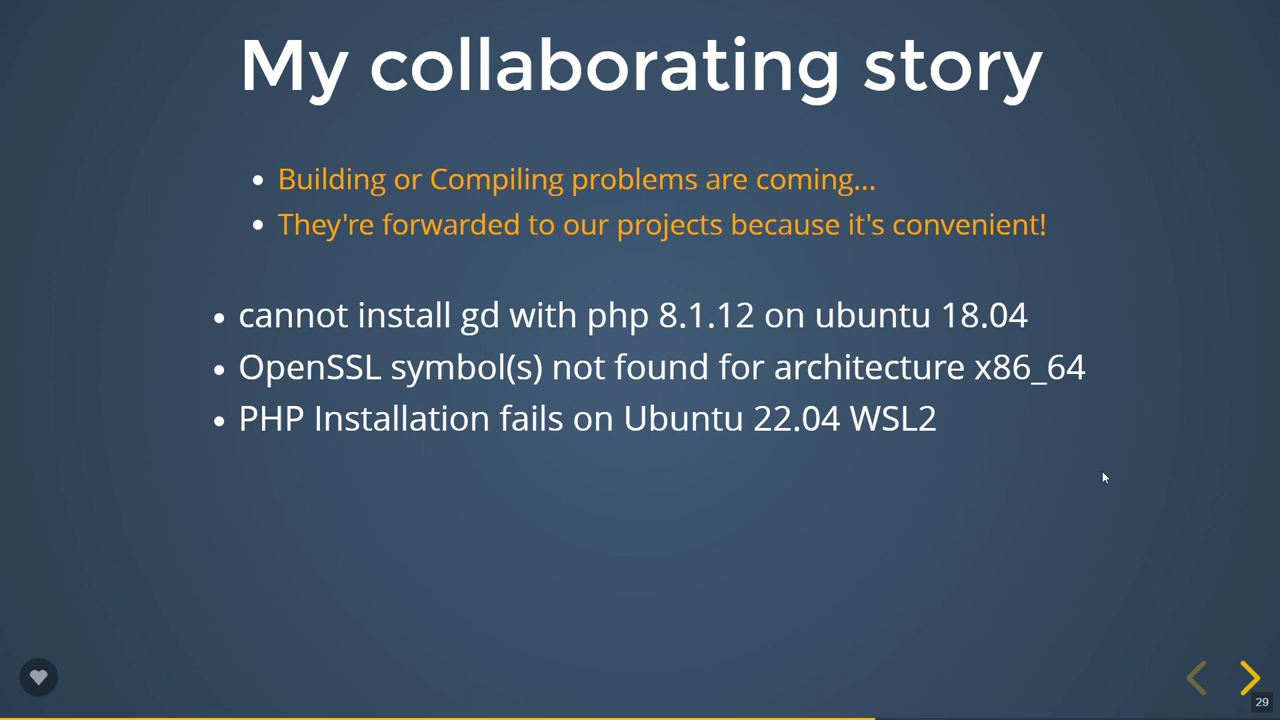 My collaborating story
Building or Compiling problems are coming...
They're forwarded to our projects because it's convenient!
cannot install gd with php 8.1.12 on ubuntu 18.04
OpenSSL symbol(s) not found for architecture x86_64
PHP Installation fails on Ubuntu 22.04 WSL2
29